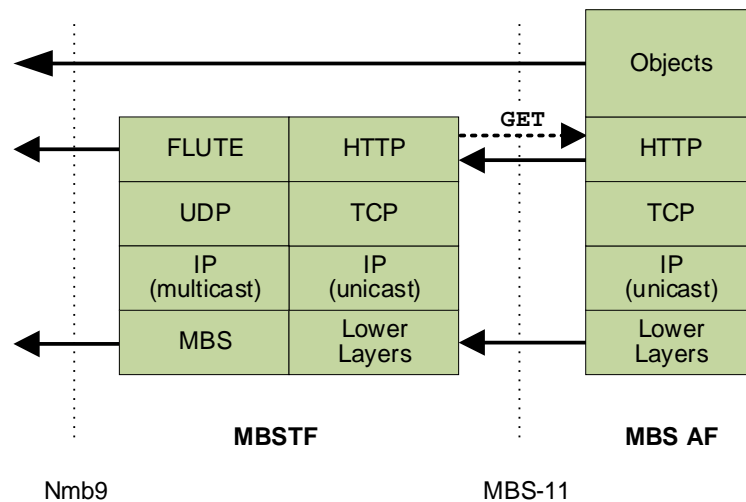 Objects
GET
FLUTE
HTTP
HTTP
UDP
TCP
TCP
IP
(multicast)
IP
(unicast)
IP
(unicast)
MBS
Lower
Layers
Lower
Layers
MBSTF
MBS AF
Nmb9
MBS-11